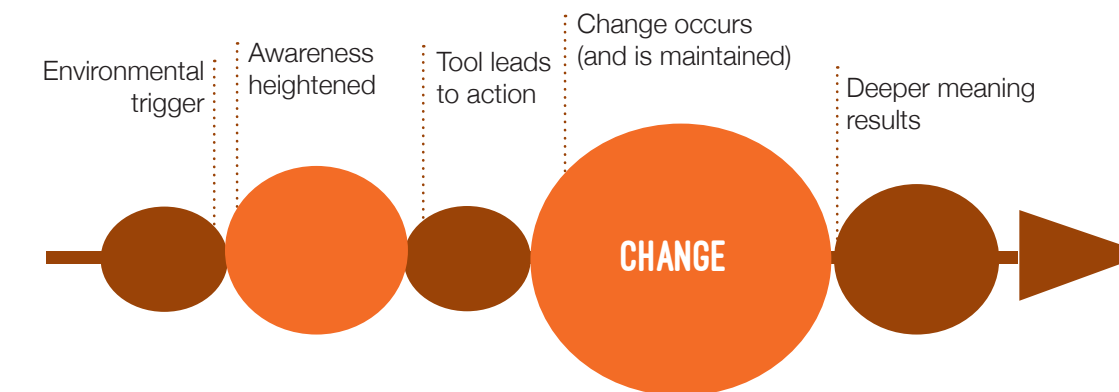 Environmental
trigger
Awareness
heightened
Tool leads
to action
Change occurs
(and is maintained)
Deeper meaning
results
CHANGE